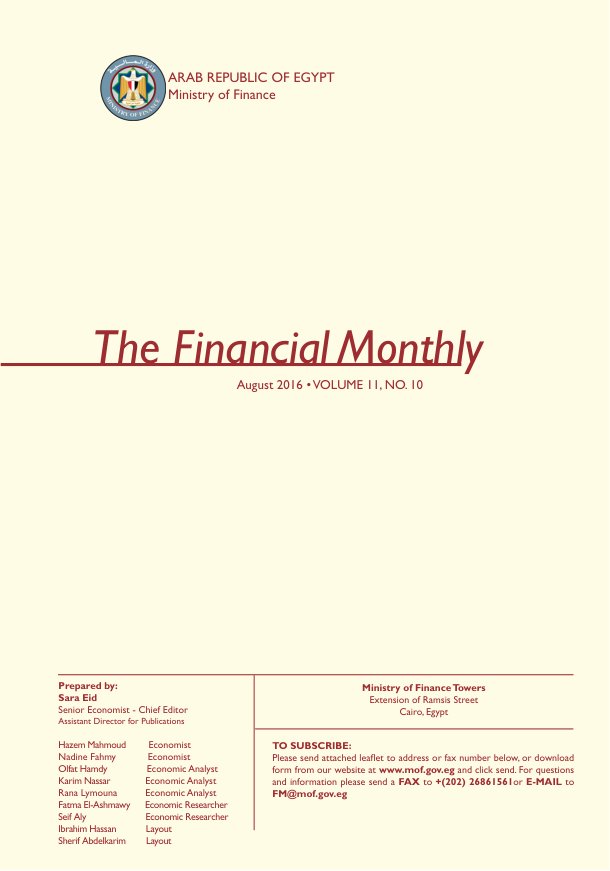 ARAB REPUBLIC OF EGYPT
Ministry of Finance
وزارة المالية
MINISTRY OF FINANCE
The Financial Monthly
August 2016 • VOLUME 11, NO. 10
Prepared by:
Sara Eid
Senior Economist - Chief Editor
Assistant Director for Publications
Hazem Mahmoud Economist
Nadine Fahmy Economist
Olfat Hamdy Economic Analyst
Karim Nassar Economic Analyst
Rana Lymouna Economic Analyst
Fatma El-Ashmawy Economic Researcher
Seif Aly Economic Researcher
Ibrahim Hassan Layout
Sherif Abdelkarim Layout
Ministry of Finance Towers
Extension of Ramsis Street
Cairo, Egypt
TO SUBSCRIBE:
Please send attached leaflet to address or fax number below, or download
form from our website at www.mof.gov.eg and click send. For questions
and information please send a FAX to +(202) 26861561or E-MAIL to
FM@mof.gov.eg